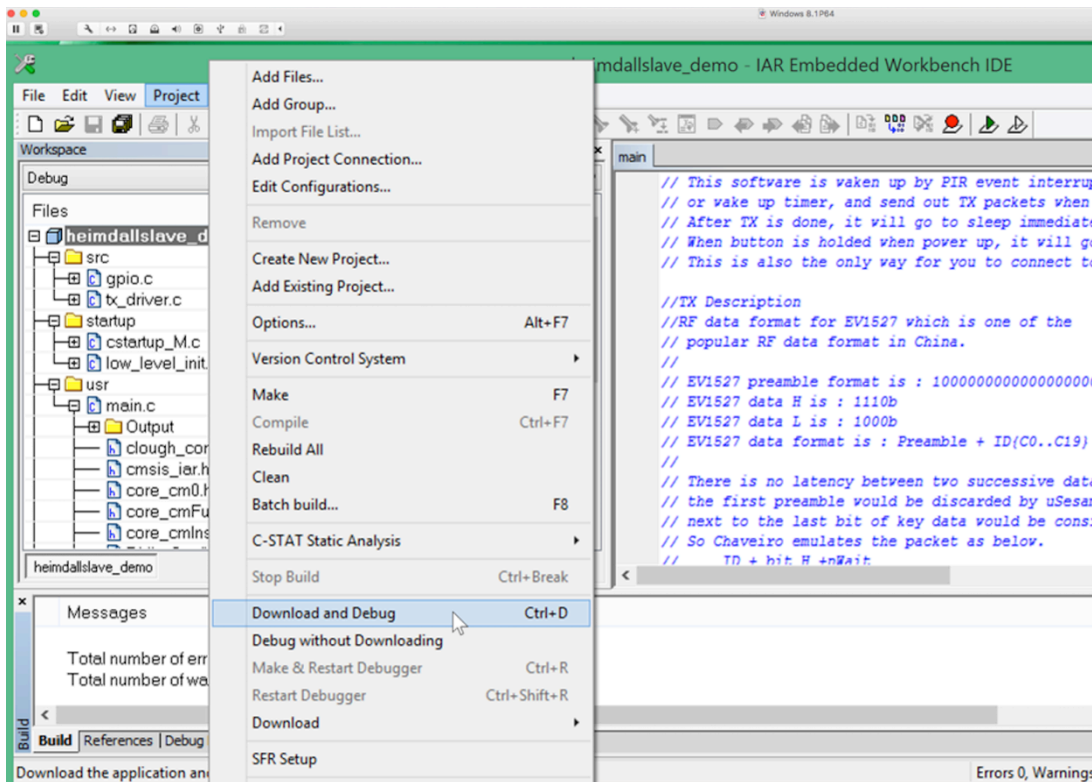 Windows 8.1P64
imdallslave_demo - IAR Embedded Workbench IDE
File Edit View Project
Workspace
Debug
Files
heimdallslave_d
src
gpio.c
tx_driver.c
startup
cstartup_M.c
low_level_init.
usr
main.c
Output
clough_cor
cmsis_iar.h
core_cm0.h
core_cmFu
core_cmIns
heimdallslave_demo
Add Files...
Add Group...
Import File List...
Add Project Connection...
Edit Configurations...
Remove
Create New Project...
Add Existing Project...
Options... Alt+F7
Version Control System
Make F7
Compile Ctrl+F7
Rebuild All
Clean
Batch build... F8
C-STAT Static Analysis
Stop Build Ctrl+Break
Download and Debug Ctrl+D
Debug without Downloading
Make & Restart Debugger Ctrl+R
Restart Debugger Ctrl+Shift+R
Download
SFR Setup
main
// This software is waken up by PIR event interrup
// or wake up timer, and send out TX packets when
// After TX is done, it will go to sleep immediate
// When button is holded when power up, it will go
// This is also the only way for you to connect to
//TX Description
//RF data format for EV1527 which is one of the
// popular RF data format in China.
//
// EV1527 preamble format is :
// EV1527 data H is : 1110b
// EV1527 data L is : 1000b
// EV1527 data format is : Preamble + ID{C0..C19}
//
// There is no latency between two successive data
// the first preamble would be discarded by uSesam
// next to the last bit of key data would be cons
// So Chaveiro emulates the packet as below.
// ID + bit H +nWait
Messages
Total number of err
Total number of wa
Build
Build References Debug
Download the application an
Errors 0, Warnings